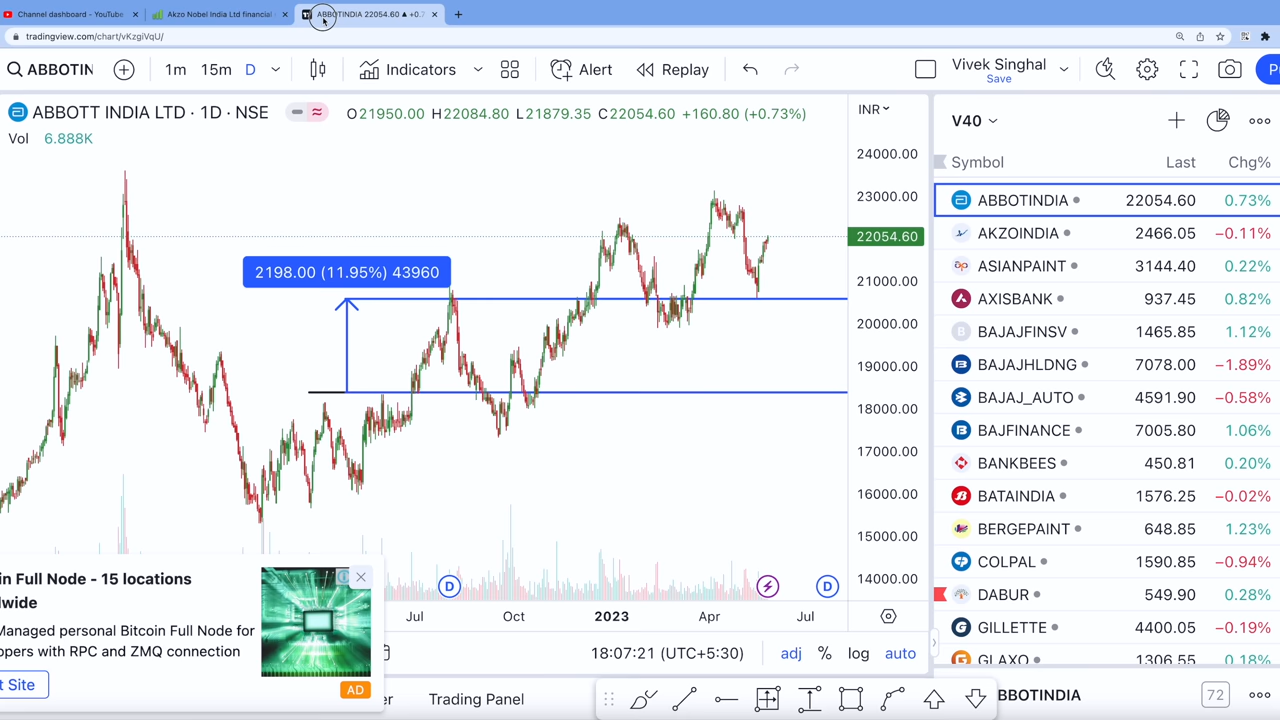 Channel dashboard - YouTube
Akzo Nobel India Ltd financial
ABBOTINDIA 22054.60 ▲ +0.7
tradingview.com/chart/vKzgiVqU/
ABBOTIN
1m 15m D
Indicators
Alert
Replay
Vivek Singhal
Save
ABBOTT INDIA LTD · 1D · NSE
O21950.00 H22084.80 L21879.35 C22054.60 +160.80 (+0.73%)
INR
Vol 6.888K
24000.00
23000.00
22054.60
21000.00
20000.00
19000.00
18000.00
17000.00
16000.00
15000.00
14000.00
2198.00 (11.95%) 43960
Jul
D
Oct
2023
Apr
Jul
D
18:07:21 (UTC+5:30)
adj % log auto
Trading Panel
in Full Node - 15 locations
dwide
Managed personal Bitcoin Full Node for
opers with RPC and ZMQ connection
t Site
AD
V40
Symbol Last Chg%
ABBOTINDIA 22054.60 0.73%
AKZOINDIA 2466.05 −0.11%
ASIANPAINT 3144.40 0.22%
AXISBANK 937.45 0.82%
BAJAJFINSV 1465.85 1.12%
BAJAJHLDNG 7078.00 −1.89%
BAJAJ_AUTO 4591.90 −0.58%
BAJFINANCE 7005.80 1.06%
BANKBEES 450.81 0.20%
BATAINDIA 1576.25 −0.02%
BERGEPAINT 648.85 1.23%
COLPAL 1590.85 −0.94%
DABUR 549.90 0.28%
GILLETTE 4400.05 −0.19%
GLAXO 1306.55 0.18%
BBOTINDIA 72